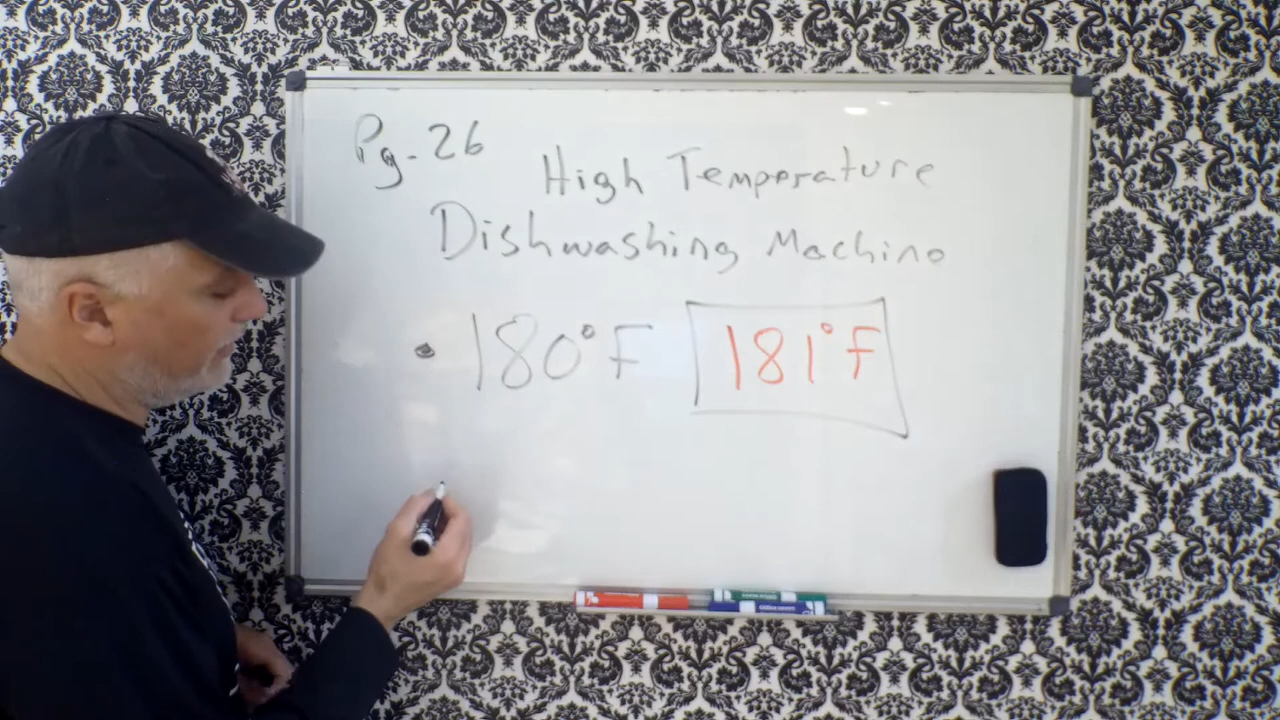 Pg. 26
High Temperature
Dishwashing Machine
• 180°F 181°F